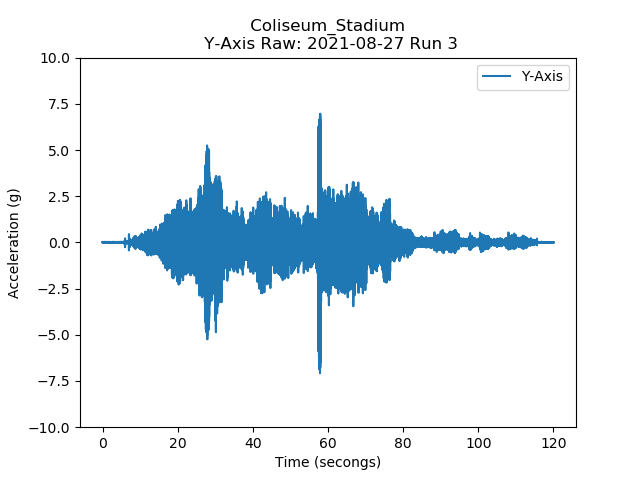 Coliseum_Stadium
Y-Axis Raw: 2021-08-27 Run 3
Y-Axis
Acceleration (g)
10.0
7.5
5.0
2.5
0.0
−2.5
−5.0
−7.5
−10.0
0 20 40 60 80 100 120
Time (secongs)